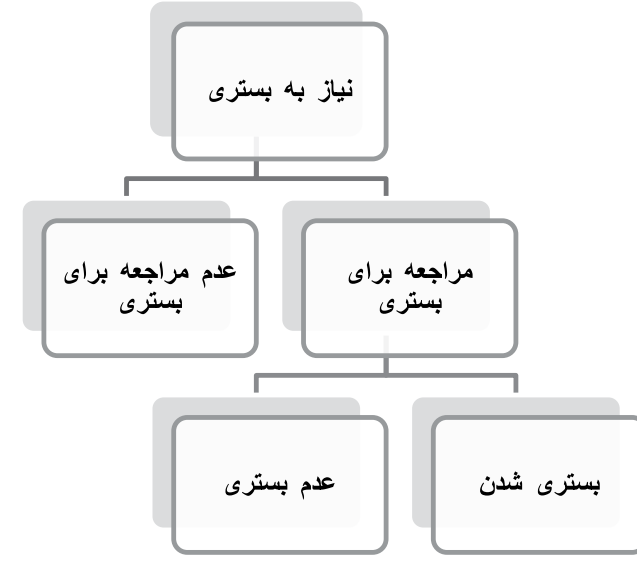 نیاز به بستری
مراجعه برای
بستری
عدم مراجعه برای
بستری
بستری شدن
عدم بستری